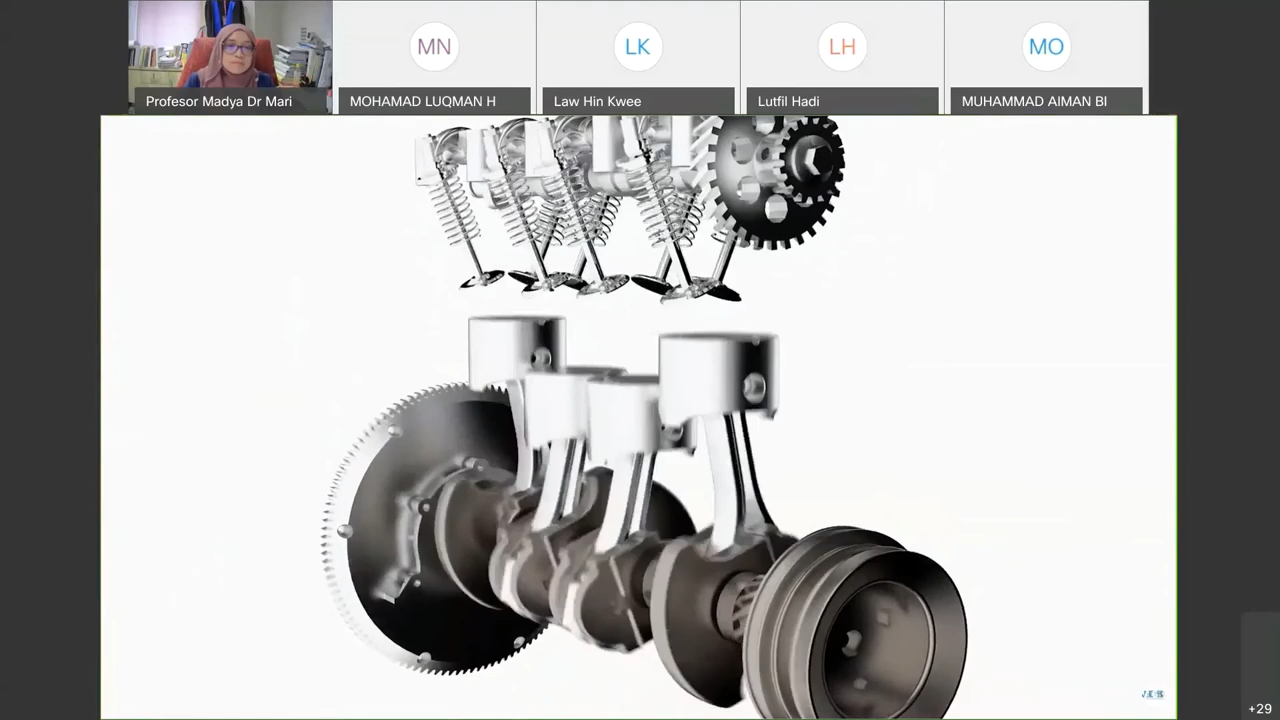 MN
LK
LH
MO
Profesor Madya Dr Mari
MOHAMAD LUQMAN H
Law Hin Kwee
Lutfil Hadi
MUHAMMAD AIMAN BI
+29